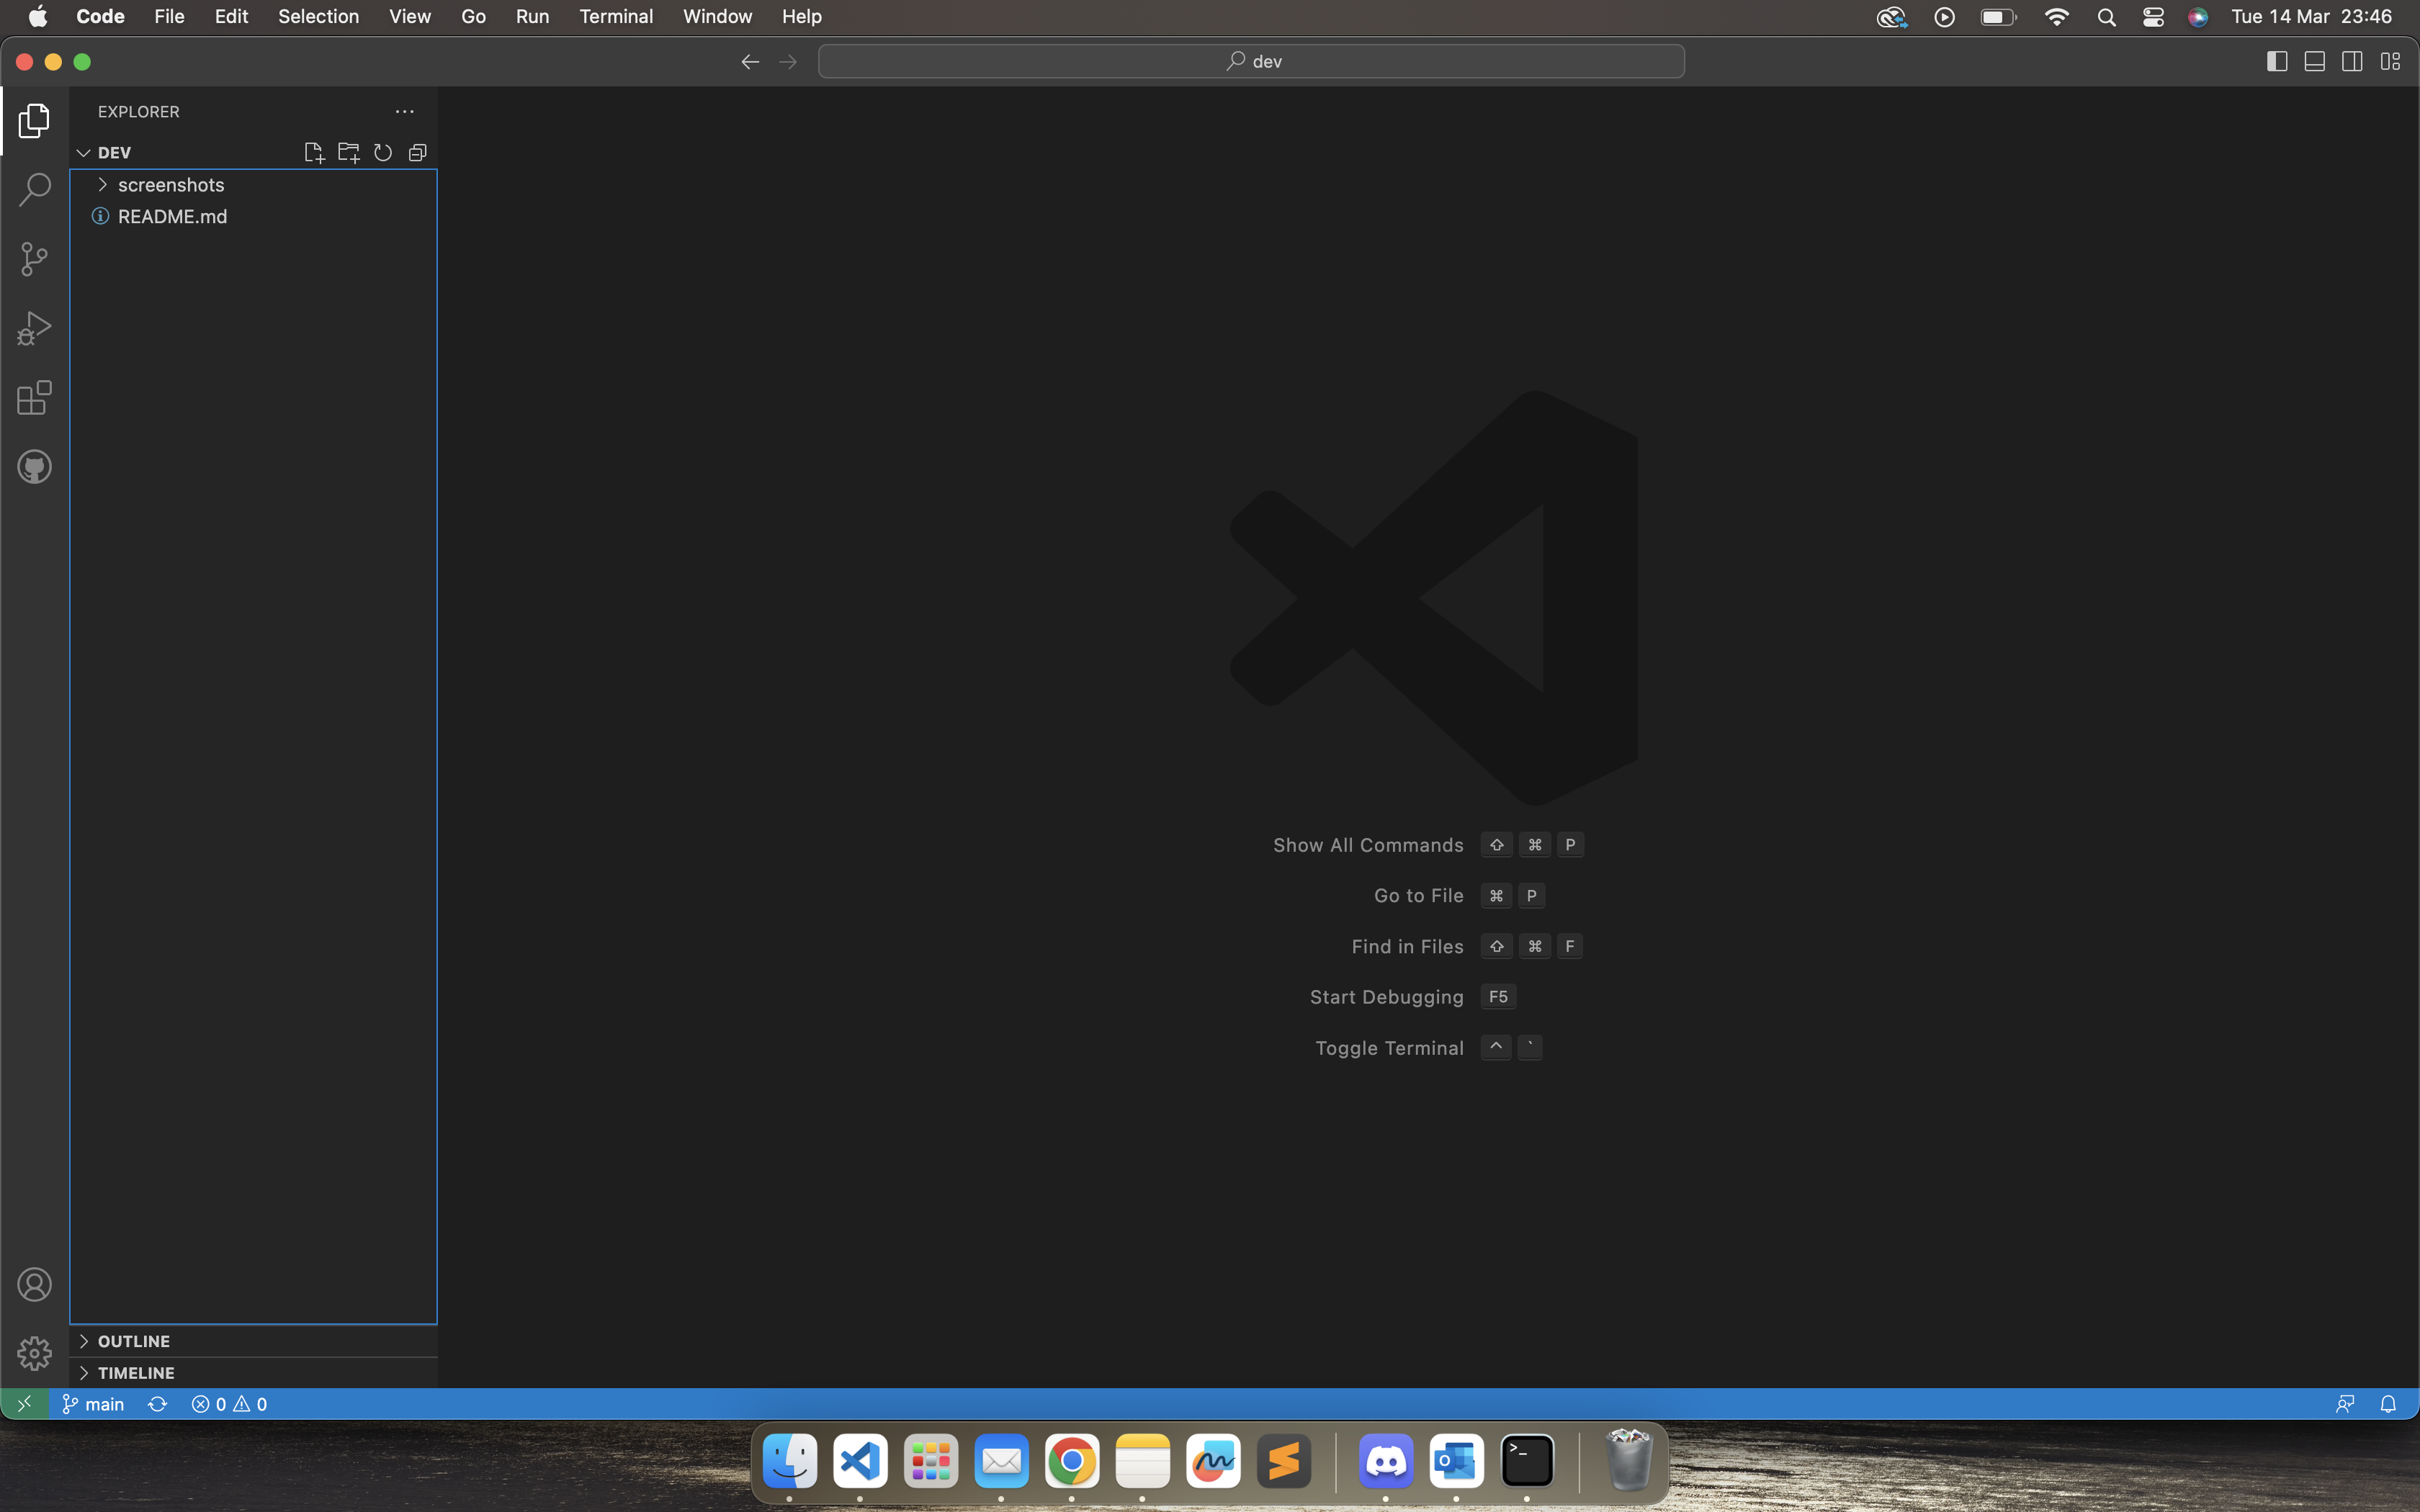 Code File Edit Selection View Go Run Terminal Window Help Tue 14 Mar 23:46
dev
EXPLORER
DEV
screenshots
README.md
Show All Commands ⇧ ⌘ P
Go to File ⌘ P
Find in Files ⇧ ⌘ F
Start Debugging F5
Toggle Terminal ^ `
OUTLINE
TIMELINE
main 0 0